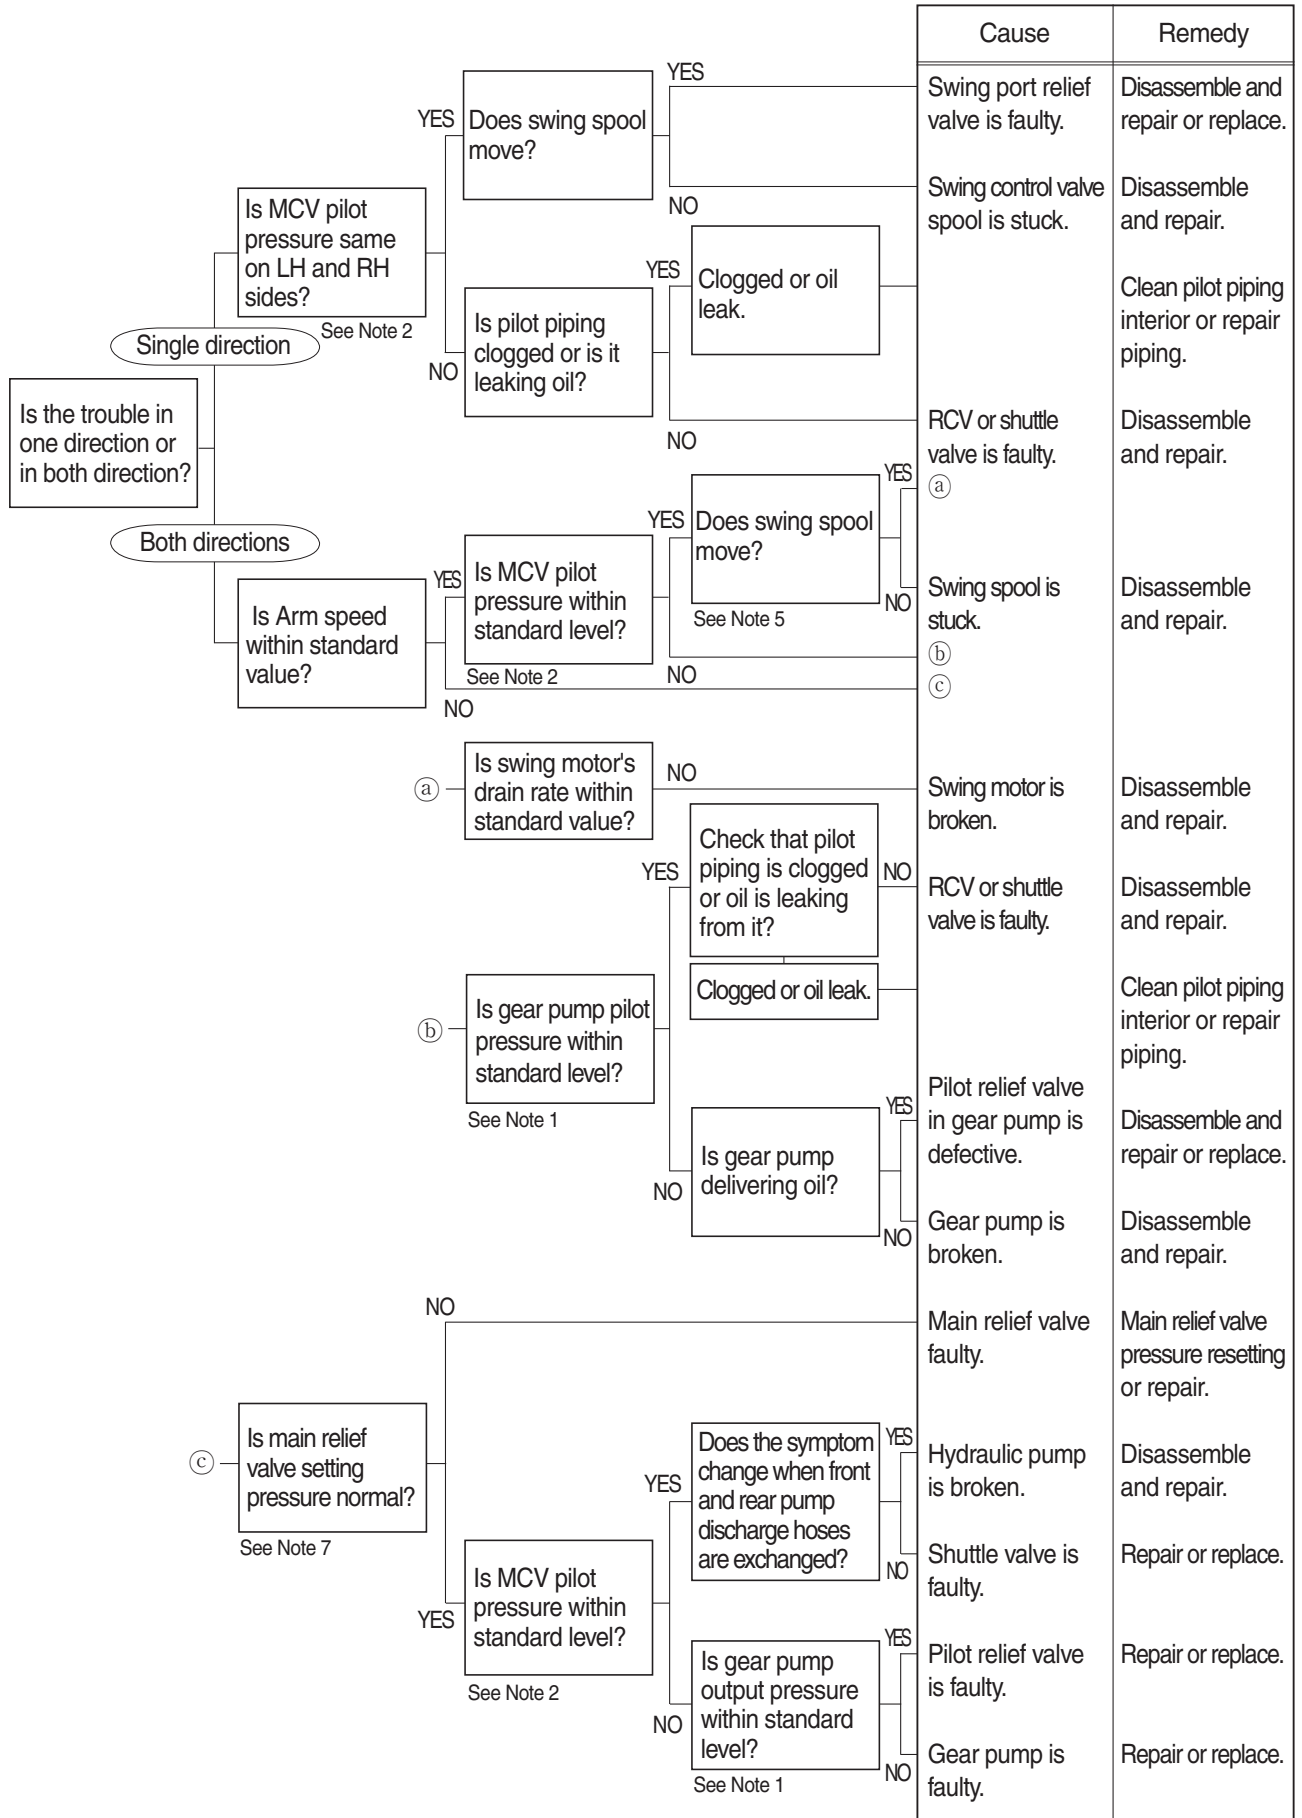 Cause
Remedy
YES
Swing port relief
valve is faulty.
Disassemble and
repair or replace.
YES
Does swing spool
move?
NO
Swing control valve
spool is stuck.
Disassemble
and repair.
Is MCV pilot
pressure same
on LH and RH
sides?
See Note 2
Single direction
NO
Is pilot piping
clogged or is it
leaking oil?
YES
Clogged or oil
leak.
Clean pilot piping
interior or repair
piping.
NO
RCV or shuttle
valve is faulty.
Disassemble
and repair.
Is the trouble in
one direction or
in both direction?
Both directions
Is Arm speed
within standard
value?
YES
Is MCV pilot
pressure within
standard level?
See Note 2
YES
Does swing spool
move?
See Note 5
YES
ⓐ
NO
Swing spool is
stuck.
Disassemble
and repair.
NO
ⓑ
NO
ⓒ
ⓐ
Is swing motor's
drain rate within
standard value?
NO
Swing motor is
broken.
Disassemble
and repair.
ⓑ
Is gear pump pilot
pressure within
standard level?
See Note 1
YES
Check that pilot
piping is clogged
or oil is leaking
from it?
NO
RCV or shuttle
valve is faulty.
Disassemble
and repair.
Clogged or oil leak.
Clean pilot piping
interior or repair
piping.
NO
Is gear pump
delivering oil?
YES
Pilot relief valve
in gear pump is
defective.
Disassemble and
repair or replace.
NO
Gear pump is
broken.
Disassemble
and repair.
ⓒ
Is main relief
valve setting
pressure normal?
See Note 7
NO
Main relief valve
faulty.
Main relief valve
pressure resetting
or repair.
YES
Is MCV pilot
pressure within
standard level?
See Note 2
YES
Does the symptom
change when front
and rear pump
discharge hoses
are exchanged?
YES
Hydraulic pump
is broken.
Disassemble
and repair.
NO
Shuttle valve is
faulty.
Repair or replace.
NO
Is gear pump
output pressure
within standard
level?
See Note 1
YES
Pilot relief valve
is faulty.
Repair or replace.
NO
Gear pump is
faulty.
Repair or replace.